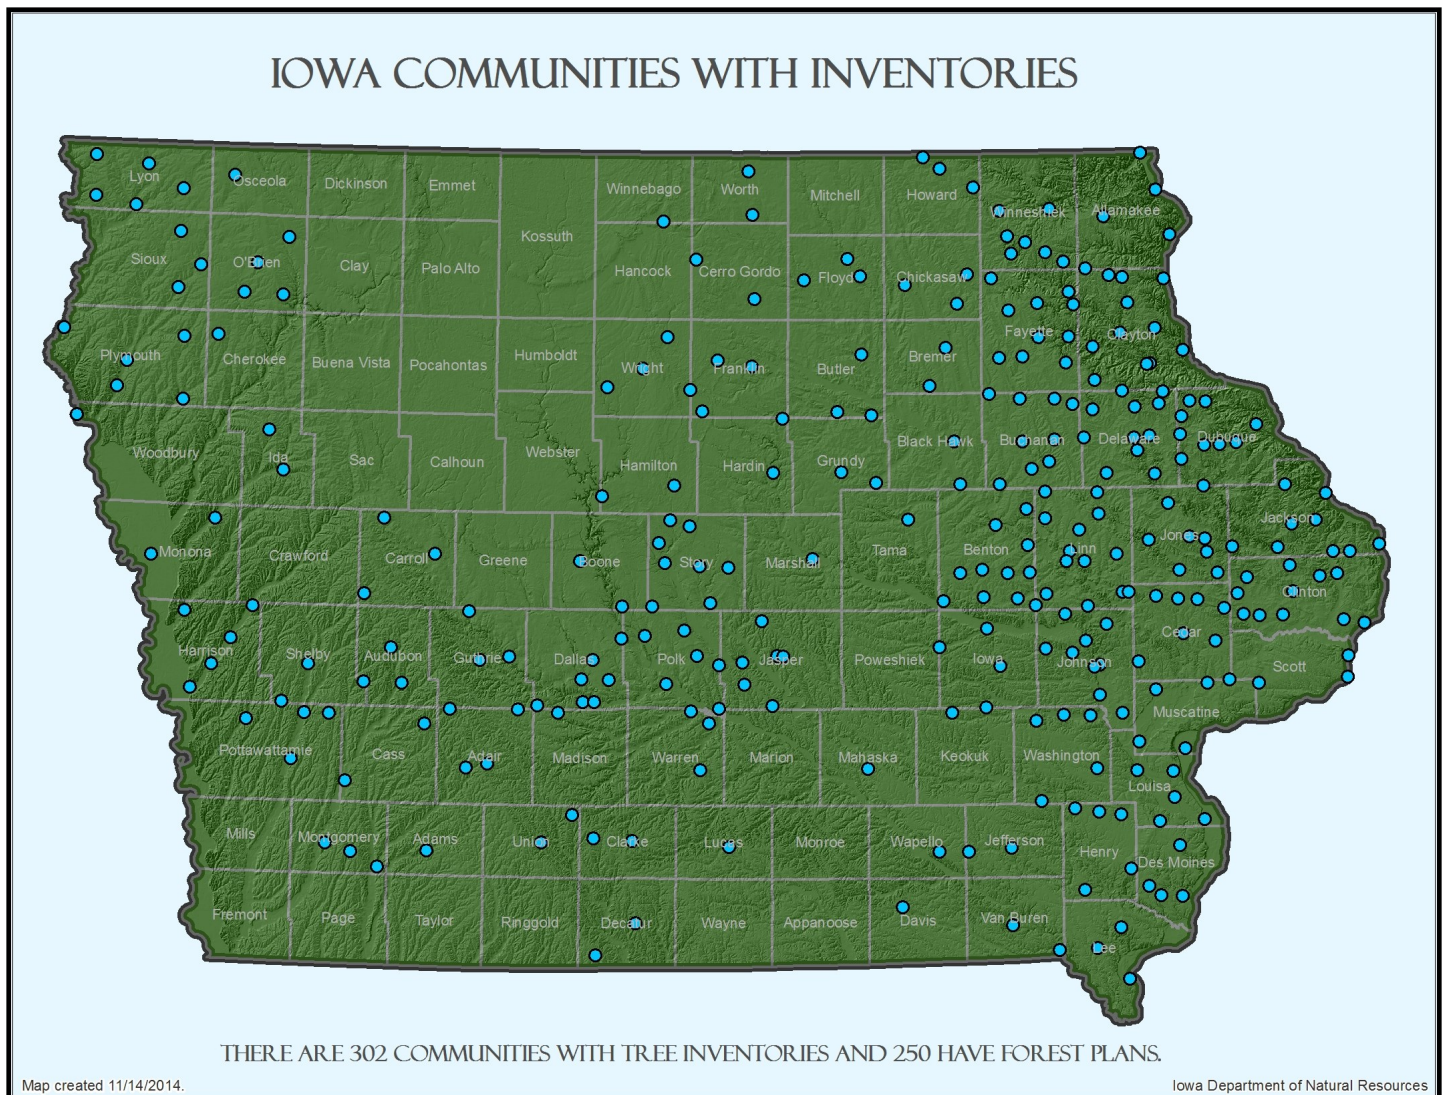 IOWA COMMUNITIES WITH INVENTORIES
Lyon Osceola Dickinson Emmet Winnebago Worth Mitchell Howard Winneshiek Allamakee
Sioux O'Brien Clay Palo Alto Kossuth Hancock Cerro Gordo Floyd Chickasaw
Plymouth Cherokee Buena Vista Pocahontas Humboldt Wright Franklin Butler Bremer Fayette Clayton
Woodbury Ida Sac Calhoun Webster Hamilton Hardin Grundy Black Hawk Buchanan Delaware Dubuque
Monona Crawford Carroll Greene Boone Story Marshall Tama Benton Linn Jones Jackson
Clinton
Harrison Shelby Audubon Guthrie Dallas Polk Jasper Poweshiek Iowa Johnson Cedar Scott
Muscatine
Pottawattamie Cass Adair Madison Warren Marion Mahaska Keokuk Washington Louisa
Mills Montgomery Adams Union Clarke Lucas Monroe Wapello Jefferson Henry Des Moines
Fremont Page Taylor Ringgold Decatur Wayne Appanoose Davis Van Buren Lee
THERE ARE 302 COMMUNITIES WITH TREE INVENTORIES AND 250 HAVE FOREST PLANS.
Map created 11/14/2014.
Iowa Department of Natural Resources